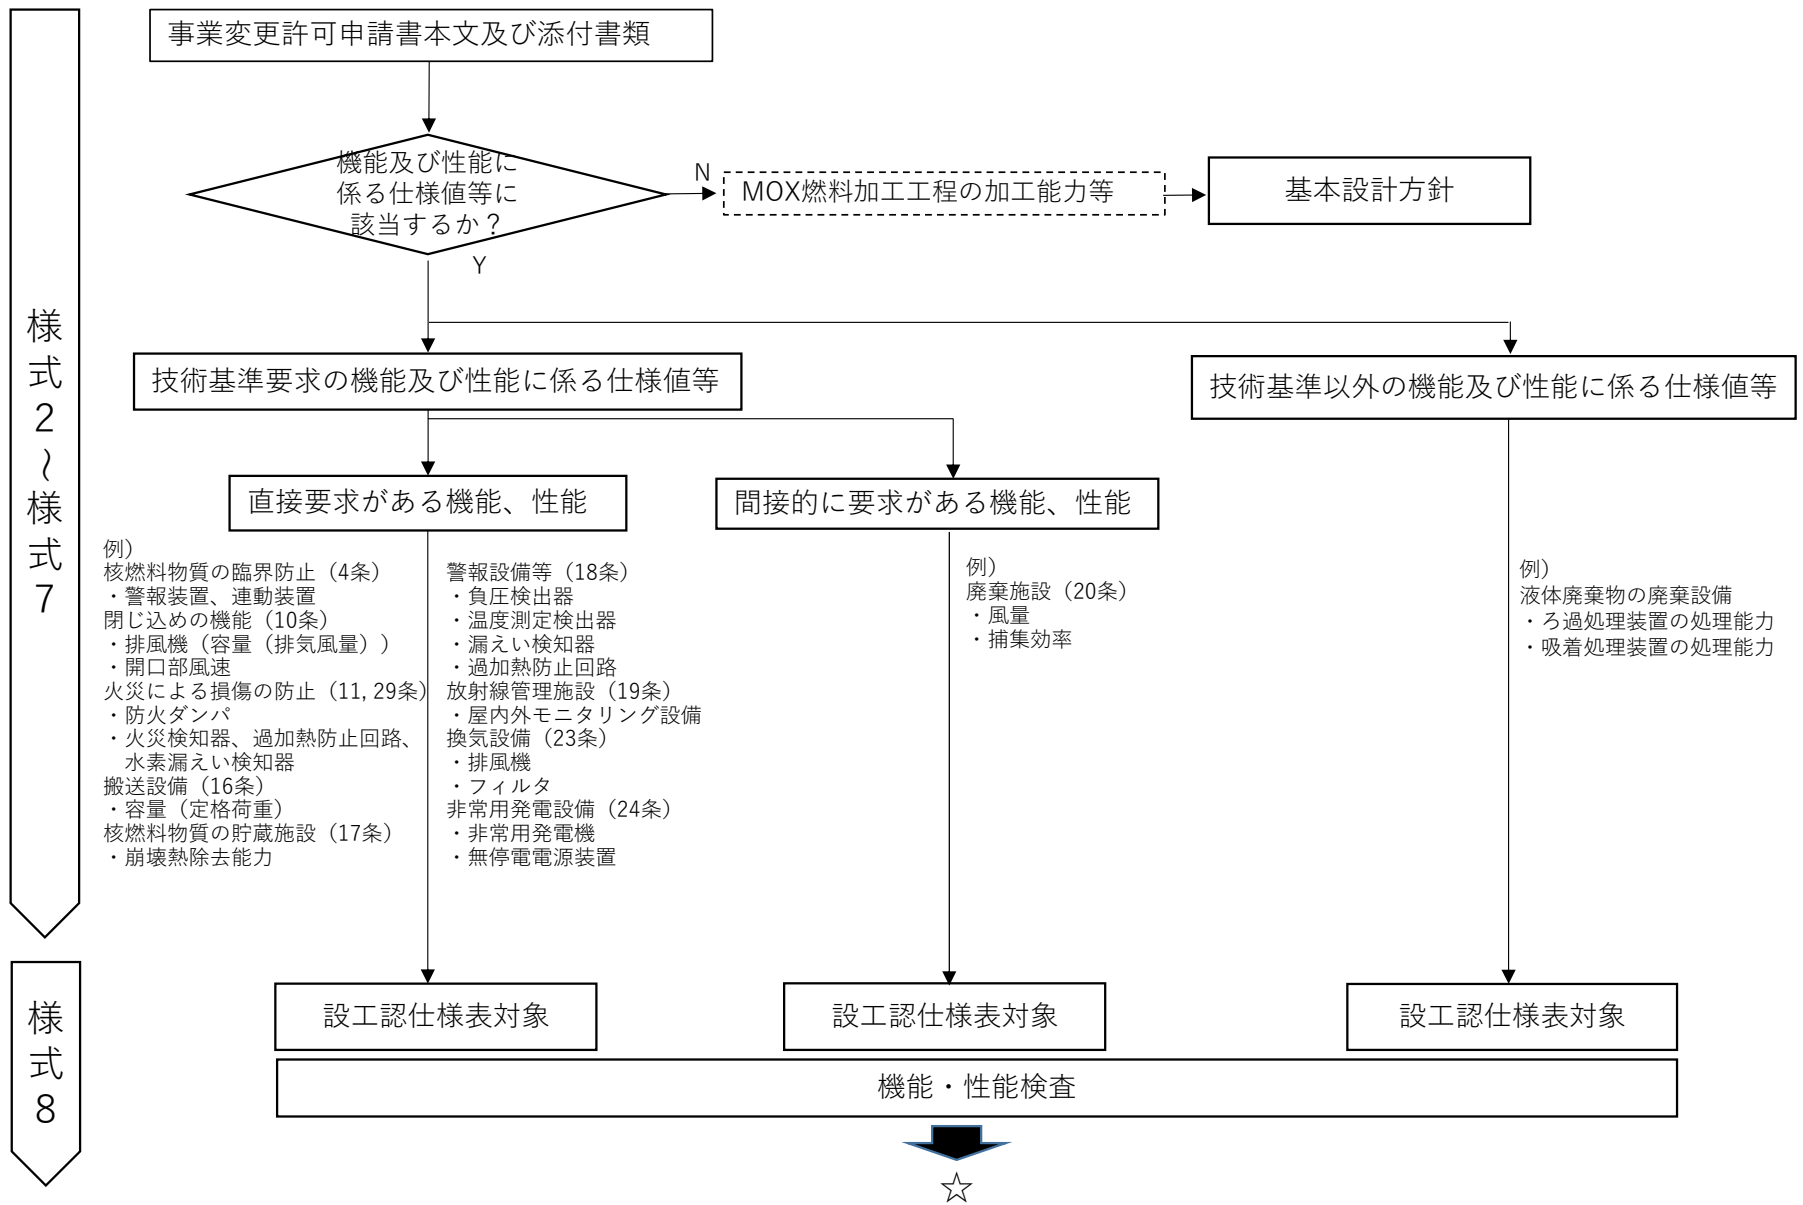 事業変更許可申請書本文及び添付書類
機能及び性能に
係る仕様値等に
該当するか？
N
MOX燃料加工工程の加工能力等
基本設計方針
Y
様式２～様式７
技術基準要求の機能及び性能に係る仕様値等
技術基準以外の機能及び性能に係る仕様値等
直接要求がある機能、性能
間接的に要求がある機能、性能
例）
核燃料物質の臨界防止（4条）
・警報装置、連動装置
閉じ込めの機能（10条）
・排風機（容量（排気風量））
・開口部風速
火災による損傷の防止（11, 29条）
・防火ダンパ
・火災検知器、過加熱防止回路、
水素漏えい検知器
搬送設備（16条）
・容量（定格荷重）
核燃料物質の貯蔵施設（17条）
・崩壊熱除去能力
警報設備等（18条）
・負圧検出器
・温度測定検出器
・漏えい検知器
・過加熱防止回路
放射線管理施設（19条）
・屋内外モニタリング設備
換気設備（23条）
・排風機
・フィルタ
非常用発電設備（24条）
・非常用発電機
・無停電電源装置
例）
廃棄施設（20条）
・風量
・捕集効率
例）
液体廃棄物の廃棄設備
・ろ過処理装置の処理能力
・吸着処理装置の処理能力
様式８
設工認仕様表対象
設工認仕様表対象
設工認仕様表対象
機能・性能検査
☆